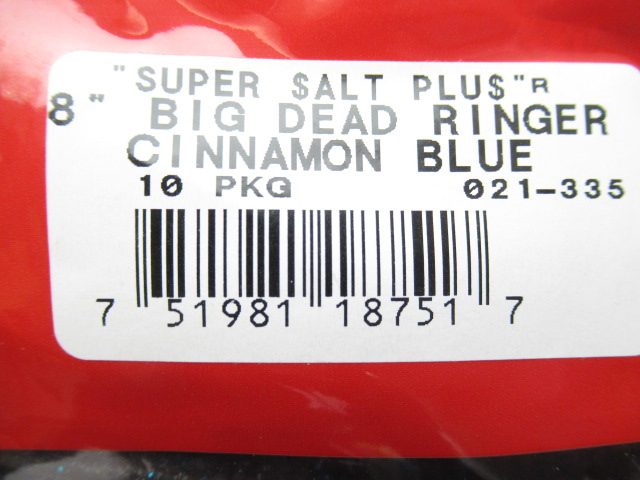 "SUPER $ALT PLU$"R
8" BIG DEAD RINGER
CINNAMON BLUE
10 PKG 021-335
7 51981 18751 7